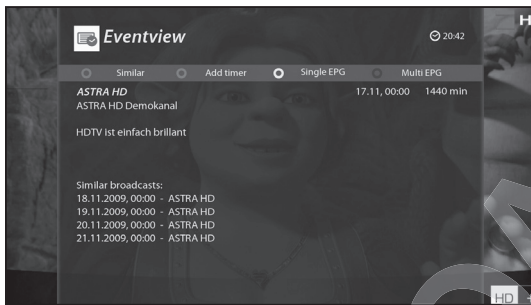 Eventview
20:42
Similar Add timer Single EPG Multi EPG
ASTRA HD 17.11, 00:00 1440 min
ASTRA HD Demokanal
HDTV ist einfach brillant
Similar broadcasts:
18.11.2009, 00:00 - ASTRA HD
19.11.2009, 00:00 - ASTRA HD
20.11.2009, 00:00 - ASTRA HD
21.11.2009, 00:00 - ASTRA HD
H
HD